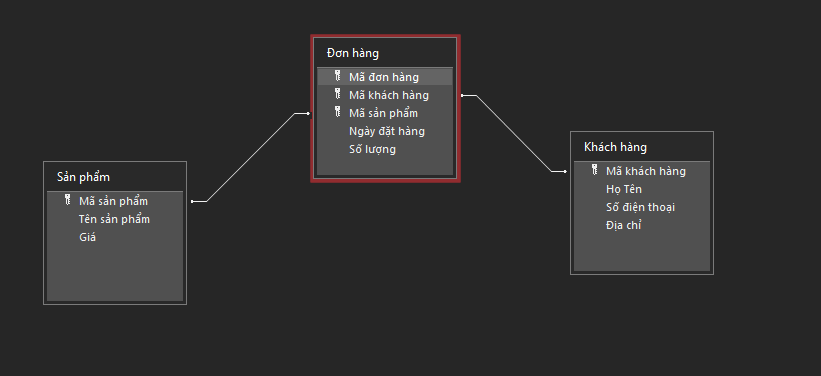 Đơn hàng
Mã đơn hàng
Mã khách hàng
Mã sản phẩm
Ngày đặt hàng
Số lượng
Sản phẩm
Mã sản phẩm
Tên sản phẩm
Giá
Khách hàng
Mã khách hàng
Họ Tên
Số điện thoại
Địa chỉ